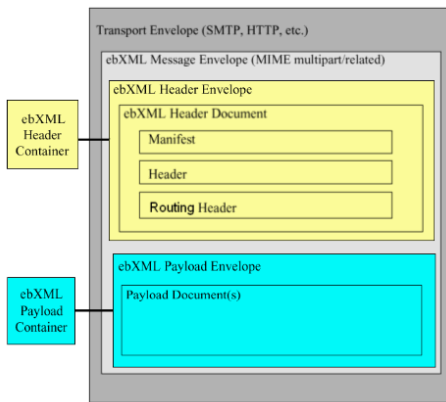 Transport Envelope (SMTP, HTTP, etc.)
ebXML Message Envelope (MIME multipart/related)
ebXML Header Envelope
ebXML Header Document
Manifest
Header
Routing Header
ebXML
Header
Container
ebXML Payload Envelope
Payload Document(s)
ebXML
Payload
Container